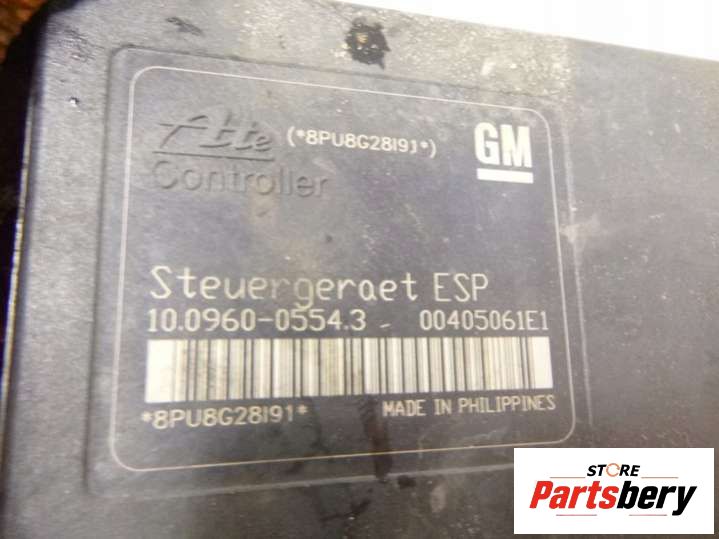 Ate (*8PU8G28I91*) GM
Controller
Steuergeraet ESP
10.0960-0554.3 00405061E1
*8PU8G28I91* MADE IN PHILIPPINES
STORE
Partsbery